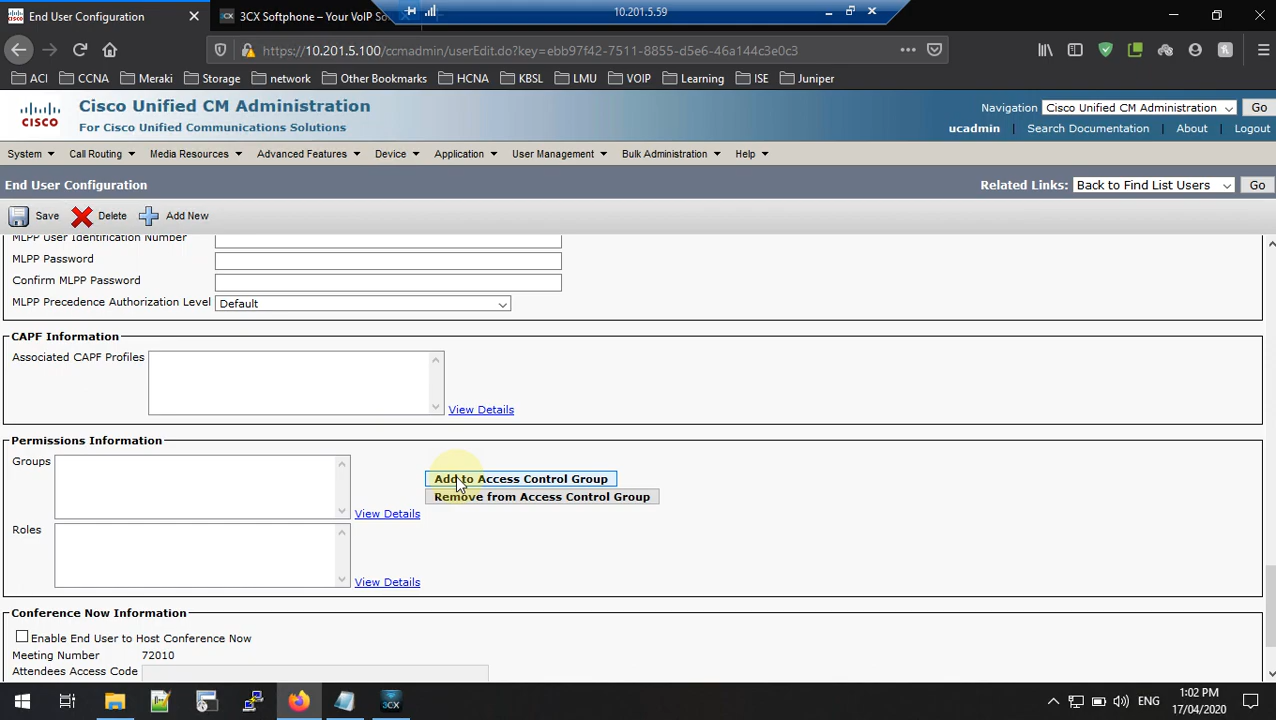 End User Configuration
3CX Softphone – Your VoIP So
10.201.5.59
https://10.201.5.100/ccmadmin/userEdit.do?key=ebb97f42-7511-8855-d5e6-46a144c3e0c3
ACI CCNA Meraki Storage network Other Bookmarks HCNA KBSL LMU VOIP Learning ISE Juniper
CISCO
Cisco Unified CM Administration
For Cisco Unified Communications Solutions
Navigation Cisco Unified CM Administration Go
ucadmin | Search Documentation | About | Logout
System Call Routing Media Resources Advanced Features Device Application User Management Bulk Administration Help
End User Configuration
Related Links: Back to Find List Users Go
Save Delete Add New
MLPP User Identification Number
MLPP Password
Confirm MLPP Password
MLPP Precedence Authorization Level Default
CAPF Information
Associated CAPF Profiles
View Details
Permissions Information
Groups
Add to Access Control Group
Remove from Access Control Group
View Details
Roles
View Details
Conference Now Information
Enable End User to Host Conference Now
Meeting Number 72010
Attendees Access Code
3CX
ENG
1:02 PM
17/04/2020